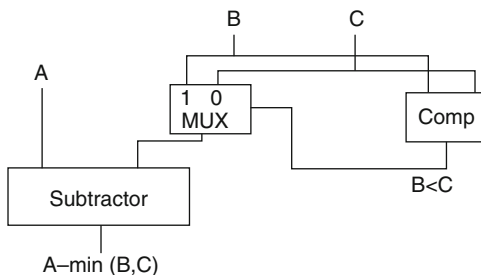 B C
A
1 0
MUX
Comp
B<C
Subtractor
A–min (B,C)